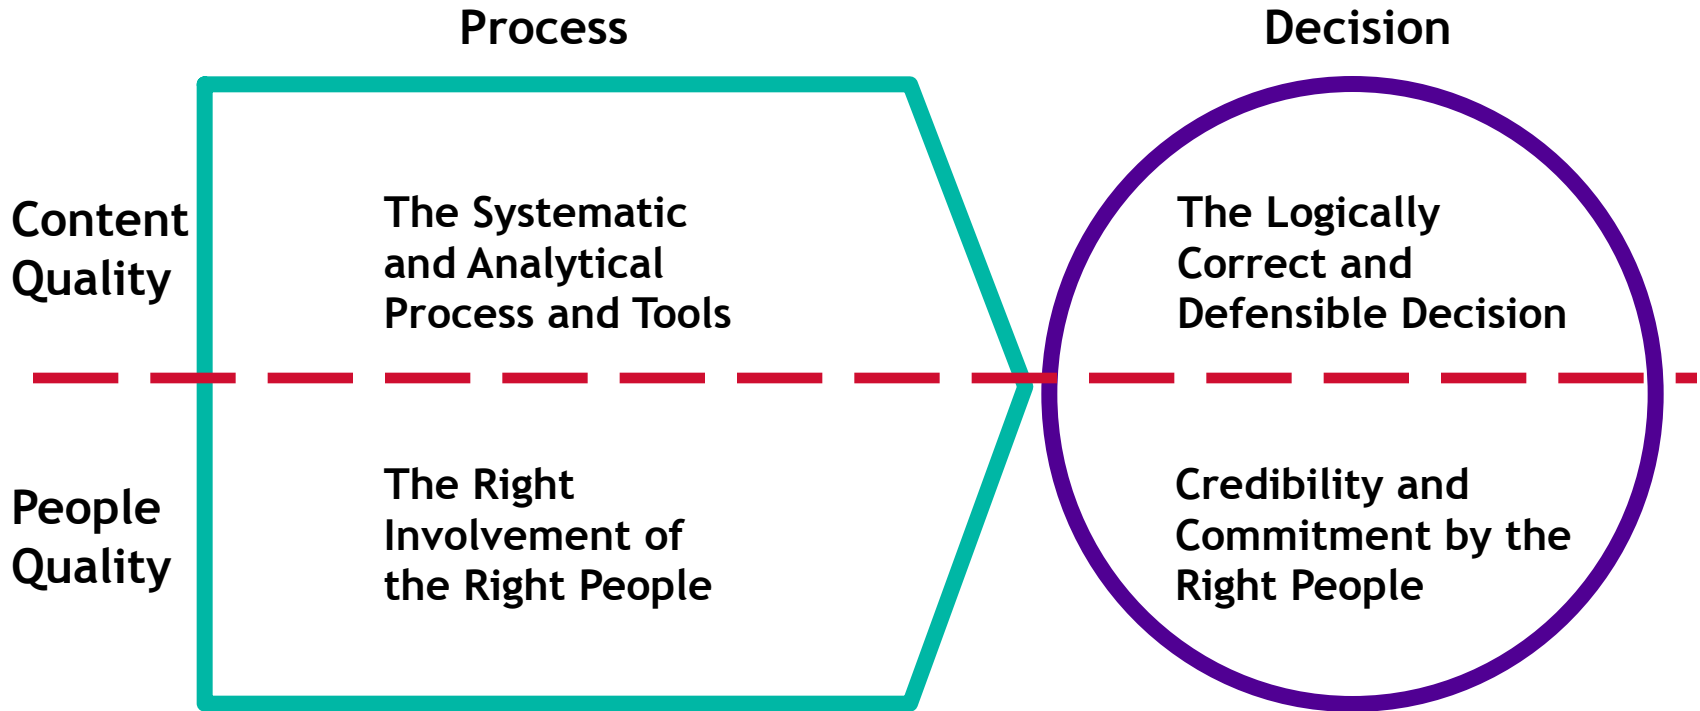 Process
Decision
Content
Quality
The Systematic
and Analytical
Process and Tools
The Logically
Correct and
Defensible Decision
People
Quality
The Right
Involvement of
the Right People
Credibility and
Commitment by the
Right People